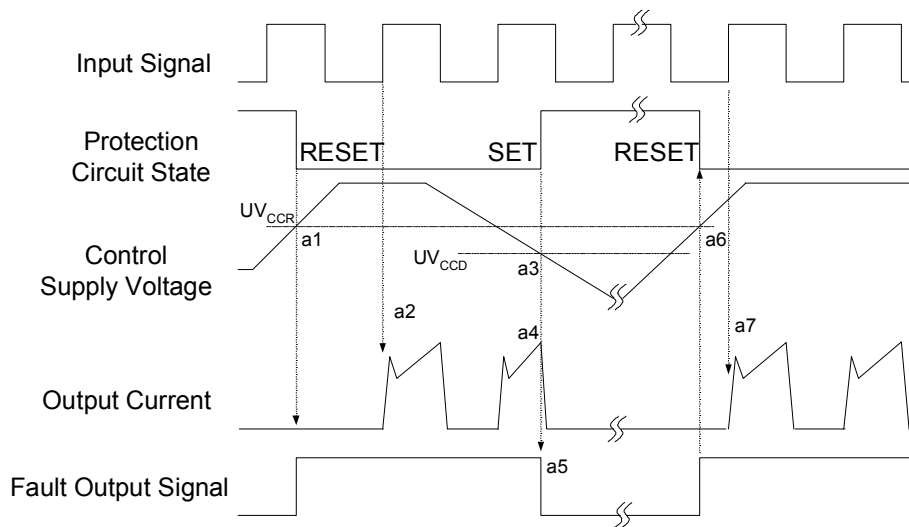 Input Signal
Protection
Circuit State
RESET
SET
RESET
UVCCR
a1
a6
UVCCD
a3
Control
Supply Voltage
a2
a4
a7
Output Current
a5
Fault Output Signal